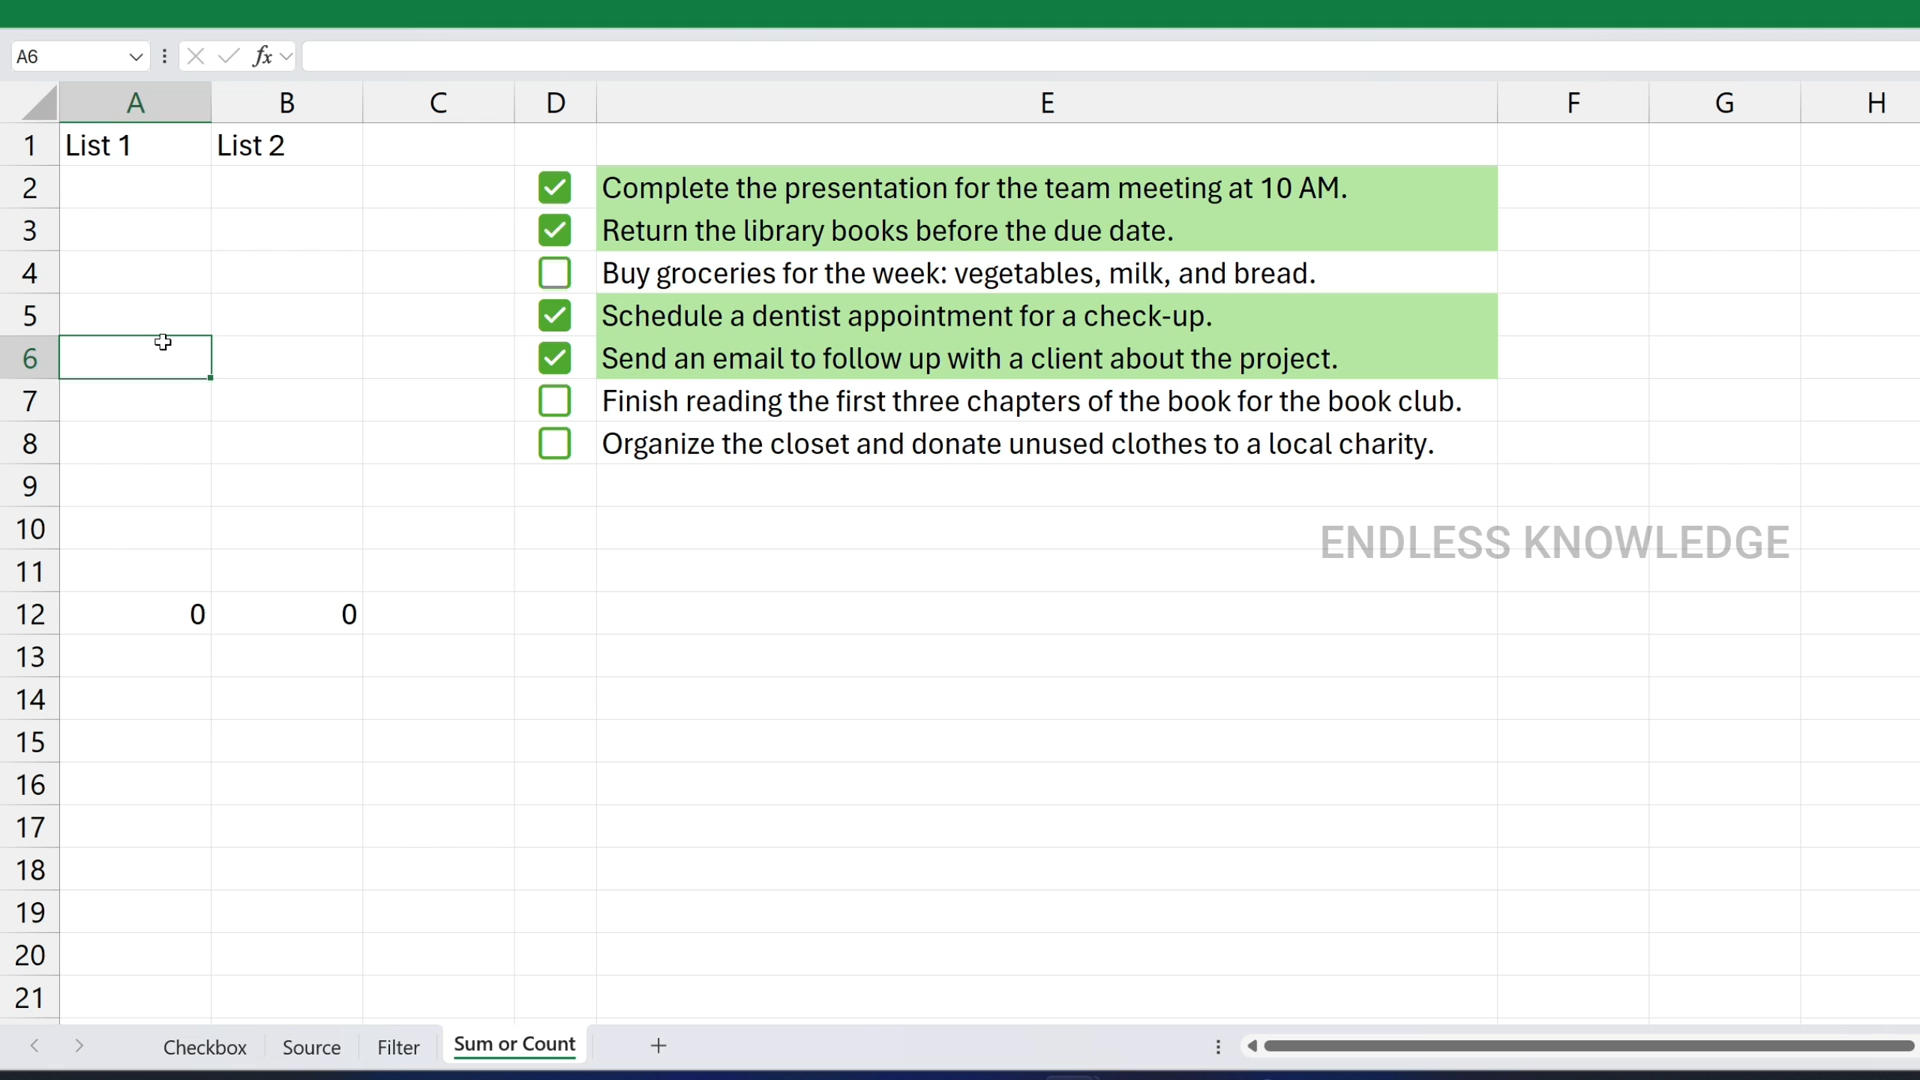 A6
fx
A B C D E F G H
1 List 1 List 2
2 Complete the presentation for the team meeting at 10 AM.
3 Return the library books before the due date.
4 Buy groceries for the week: vegetables, milk, and bread.
5 Schedule a dentist appointment for a check-up.
6 Send an email to follow up with a client about the project.
7 Finish reading the first three chapters of the book for the book club.
8 Organize the closet and donate unused clothes to a local charity.
9
10
ENDLESS KNOWLEDGE
11
12 0 0
13
14
15
16
17
18
19
20
21
Checkbox Source Filter Sum or Count